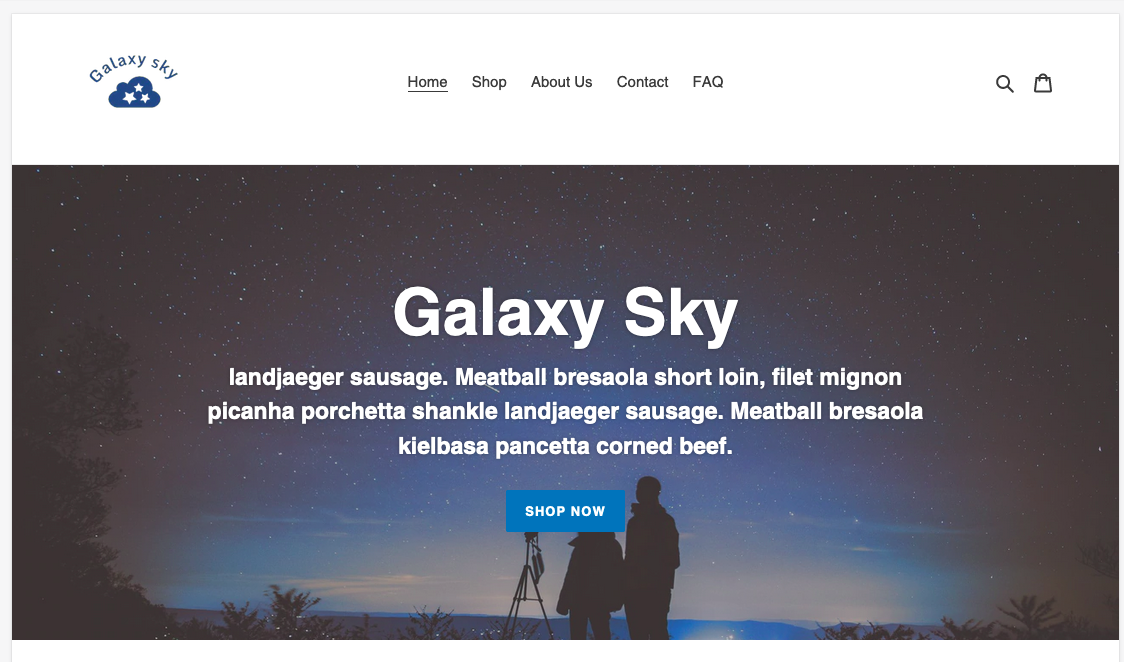 Galaxy sky
Home Shop About Us Contact FAQ
Galaxy Sky
landjaeger sausage. Meatball bresaola short loin, filet mignon
picanha porchetta shankle landjaeger sausage. Meatball bresaola
kielbasa pancetta corned beef.
SHOP NOW